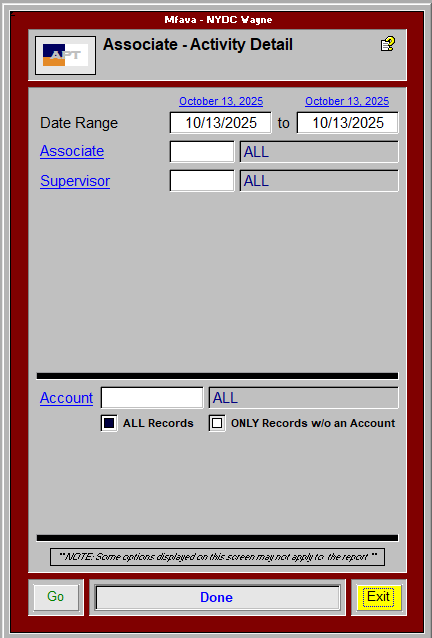 Mfava - NYDC Wagne
APT
Associate - Activity Detail
October 13, 2025 October 13, 2025
Date Range 10/13/2025 to 10/13/2025
Associate ALL
Supervisor ALL
Account ALL
ALL Records ONLY Records w/o an Account
**NOTE: Some options displayed on this screen may not apply to the report **
Go Done Exit